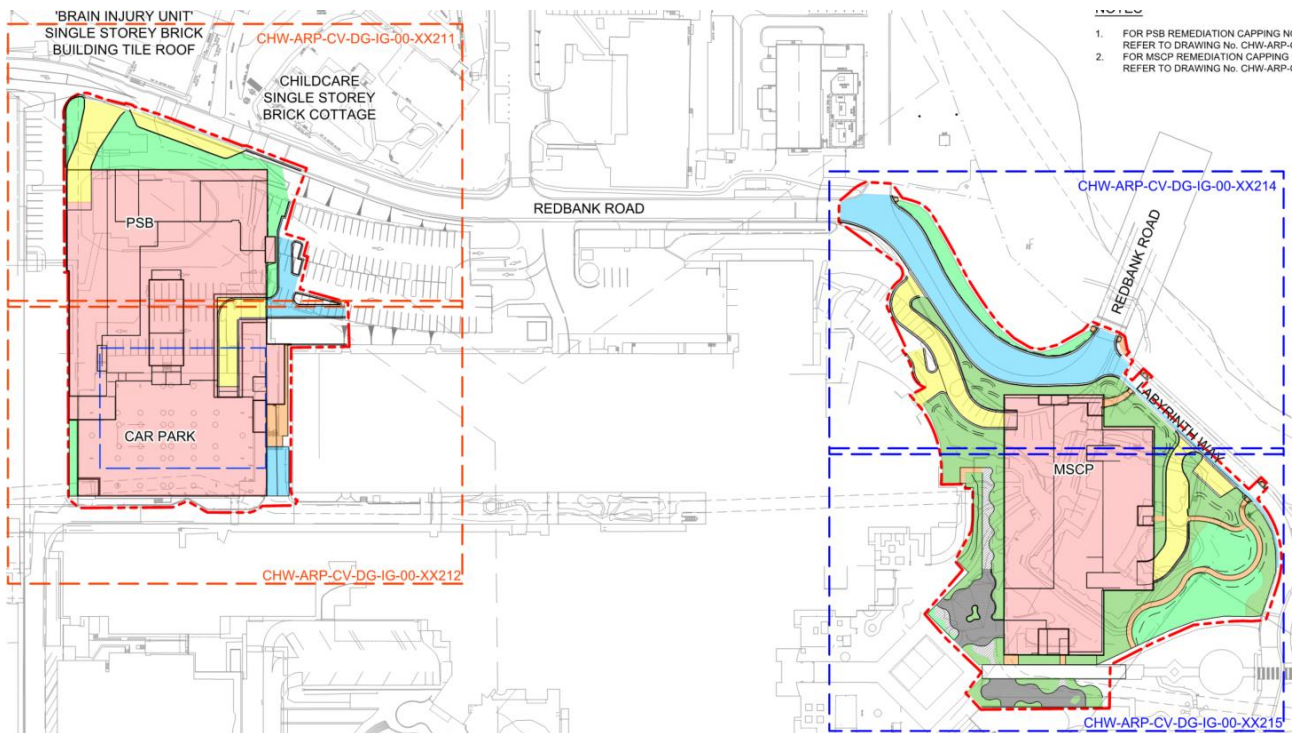 'BRAIN INJURY UNIT'
SINGLE STOREY BRICK
BUILDING TILE ROOF
CHW-ARP-CV-DG-IG-00-XX211
CHILDCARE
SINGLE STOREY
BRICK COTTAGE
NOTES
1. FOR PSB REMEDIATION CAPPING NO
REFER TO DRAWING No. CHW-ARP-C
2. FOR MSCP REMEDIATION CAPPING
REFER TO DRAWING No. CHW-ARP-C
CHW-ARP-CV-DG-IG-00-XX214
REDBANK ROAD
REDBANK ROAD
PSB
LABYRINTH WAY
CAR PARK
MSCP
CHW-ARP-CV-DG-IG-00-XX212
CHW-ARP-CV-DG-IG-00-XX215